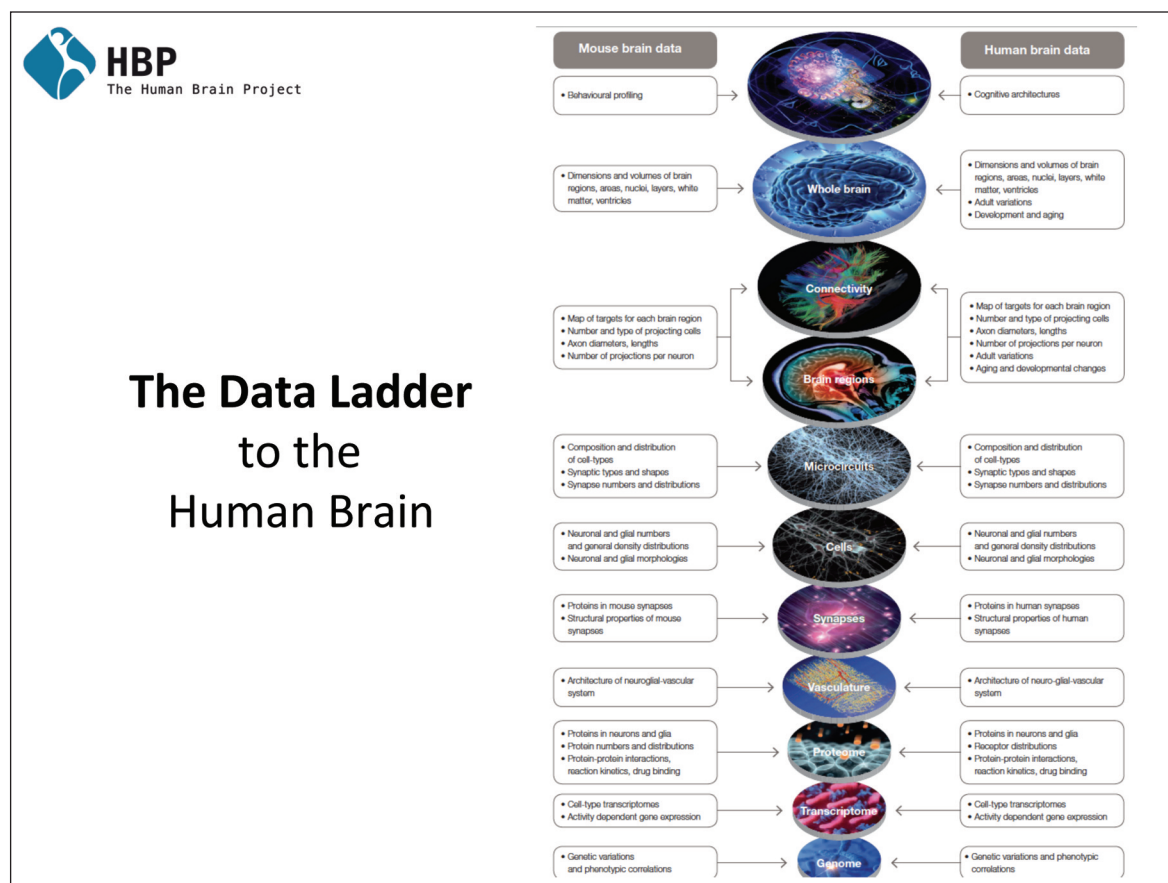 HBP
The Human Brain Project
The Data Ladder
to the
Human Brain
Mouse brain data
Human brain data
• Behavioural profiling
• Cognitive architectures
• Dimensions and volumes of brain
regions, areas, nuclei, layers, white
matter, ventricles
Whole brain
• Dimensions and volumes of brain
regions, areas, nuclei, layers, white
matter, ventricles
• Adult variations
• Development and aging
Connectivity
• Map of targets for each brain region
• Number and type of projecting cells
• Axon diameters, lengths
• Number of projections per neuron
• Map of targets for each brain region
• Number and type of projecting cells
• Axon diameters, lengths
• Number of projections per neuron
• Adult variations
• Aging and developmental changes
Brain regions
• Composition and distribution
of cell-types
• Synaptic types and shapes
• Synapse numbers and distributions
Microcircuits
• Composition and distribution
of cell-types
• Synaptic types and shapes
• Synapse numbers and distributions
• Neuronal and glial numbers
and general density distributions
• Neuronal and glial morphologies
Cells
• Neuronal and glial numbers
and general density distributions
• Neuronal and glial morphologies
• Proteins in mouse synapses
• Structural properties of mouse
synapses
Synapses
• Proteins in human synapses
• Structural properties of human
synapses
• Architecture of neuroglial-vascular
system
Vasculature
• Architecture of neuro-glial-vascular
system
• Proteins in neurons and glia
• Protein numbers and distributions
• Protein-protein interactions,
reaction kinetics, drug binding
Proteome
• Proteins in neurons and glia
• Receptor distributions
• Protein-protein interactions,
reaction kinetics, drug binding
• Cell-type transcriptomes
• Activity dependent gene expression
Transcriptome
• Cell-type transcriptomes
• Activity dependent gene expression
• Genetic variations
and phenotypic correlations
Genome
• Genetic variations and phenotypic
correlations